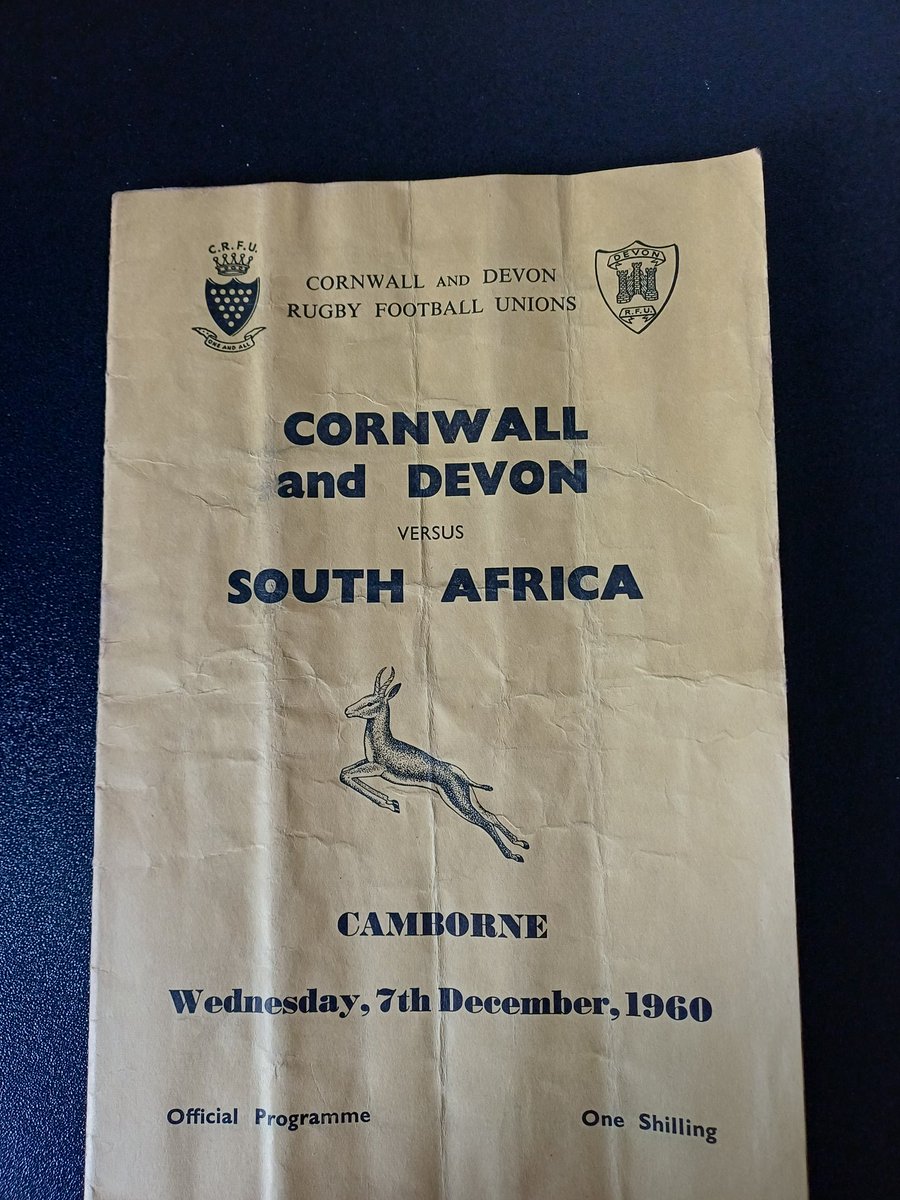 C.R.F.U.
ONE AND ALL
CORNWALL AND DEVON
RUGBY FOOTBALL UNIONS
DEVON
R.F.U.
CORNWALL
and DEVON
VERSUS
SOUTH AFRICA
CAMBORNE
Wednesday, 7th December, 1960
Official Programme One Shilling